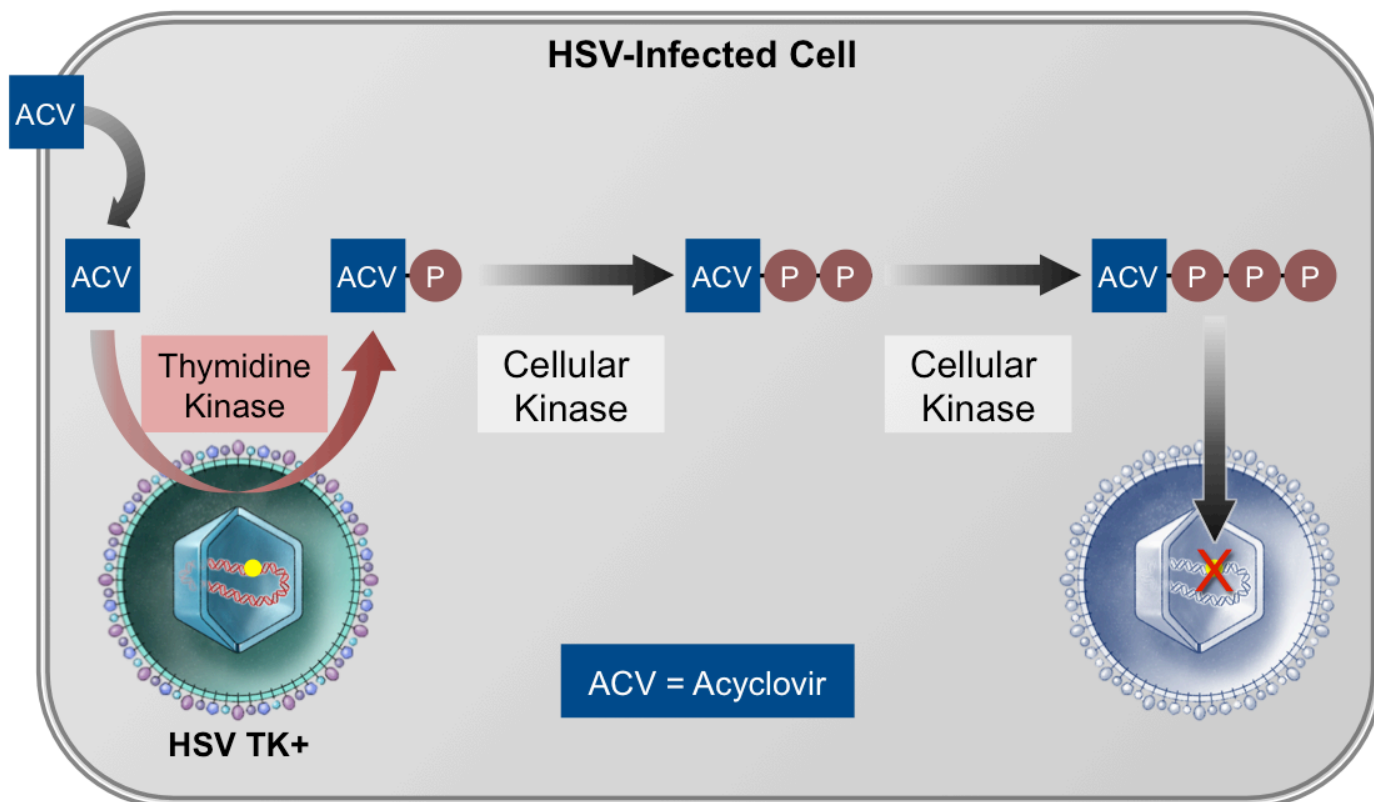 HSV-Infected Cell
ACV
ACV
ACV P
ACV P P
ACV P P P
Thymidine
Kinase
Cellular
Kinase
Cellular
Kinase
X
ACV = Acyclovir
HSV TK+